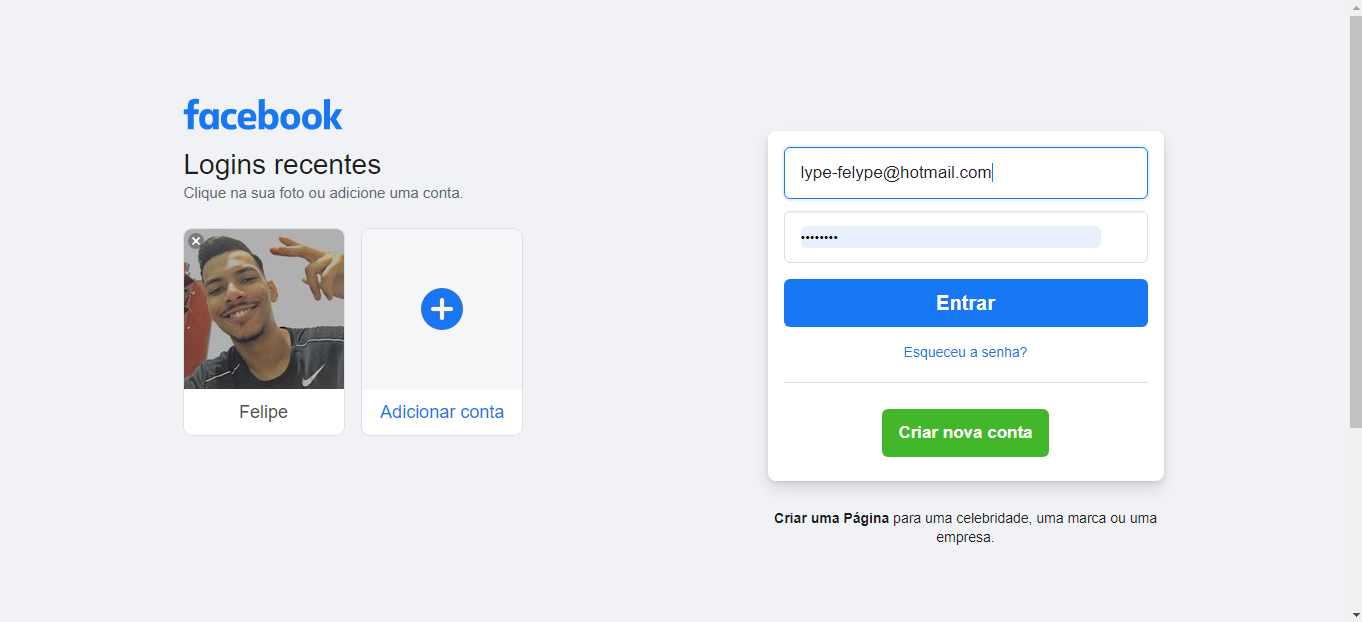 facebook
Logins recentes
Clique na sua foto ou adicione uma conta.
Felipe
Adicionar conta
lype-felype@hotmail.com
••••••••
Entrar
Esqueceu a senha?
Criar nova conta
Criar uma Página para uma celebridade, uma marca ou uma
empresa.